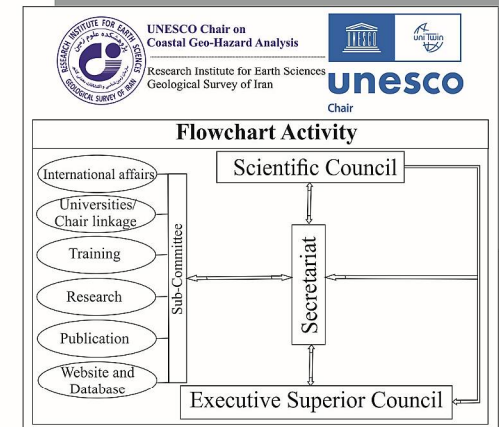 RESEARCH INSTITUTE FOR EARTH SCIENCES
GEOLOGICAL SURVEY OF IRAN
UNESCO Chair on
Coastal Geo-Hazard Analysis
Research Institute for Earth Sciences
Geological Survey of Iran
UNESCO
uni Twin
unesco
Chair
Flowchart Activity
International affairs
Universities/
Chair linkage
Training
Research
Publication
Website and
Database
Sub-Committee
Scientific Council
Secretariat
Executive Superior Council